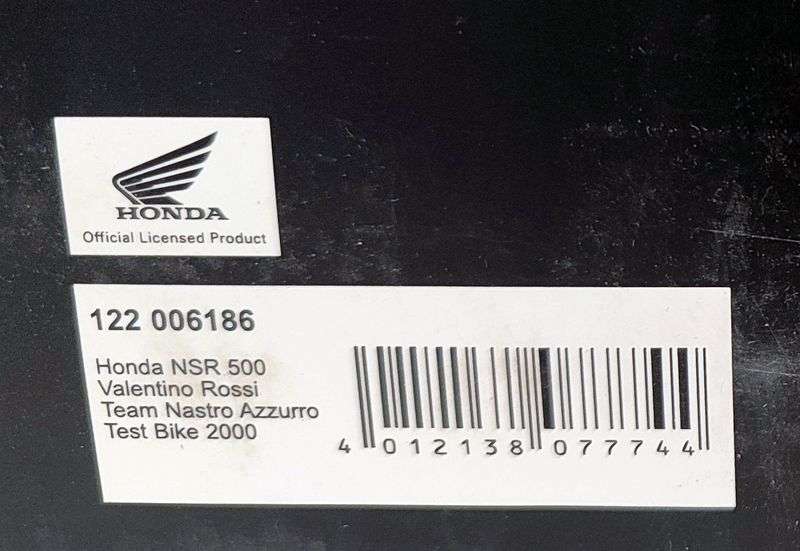 HONDA
Official Licensed Product
122 006186
Honda NSR 500
Valentino Rossi
Team Nastro Azzurro
Test Bike 2000
4 012138 077744